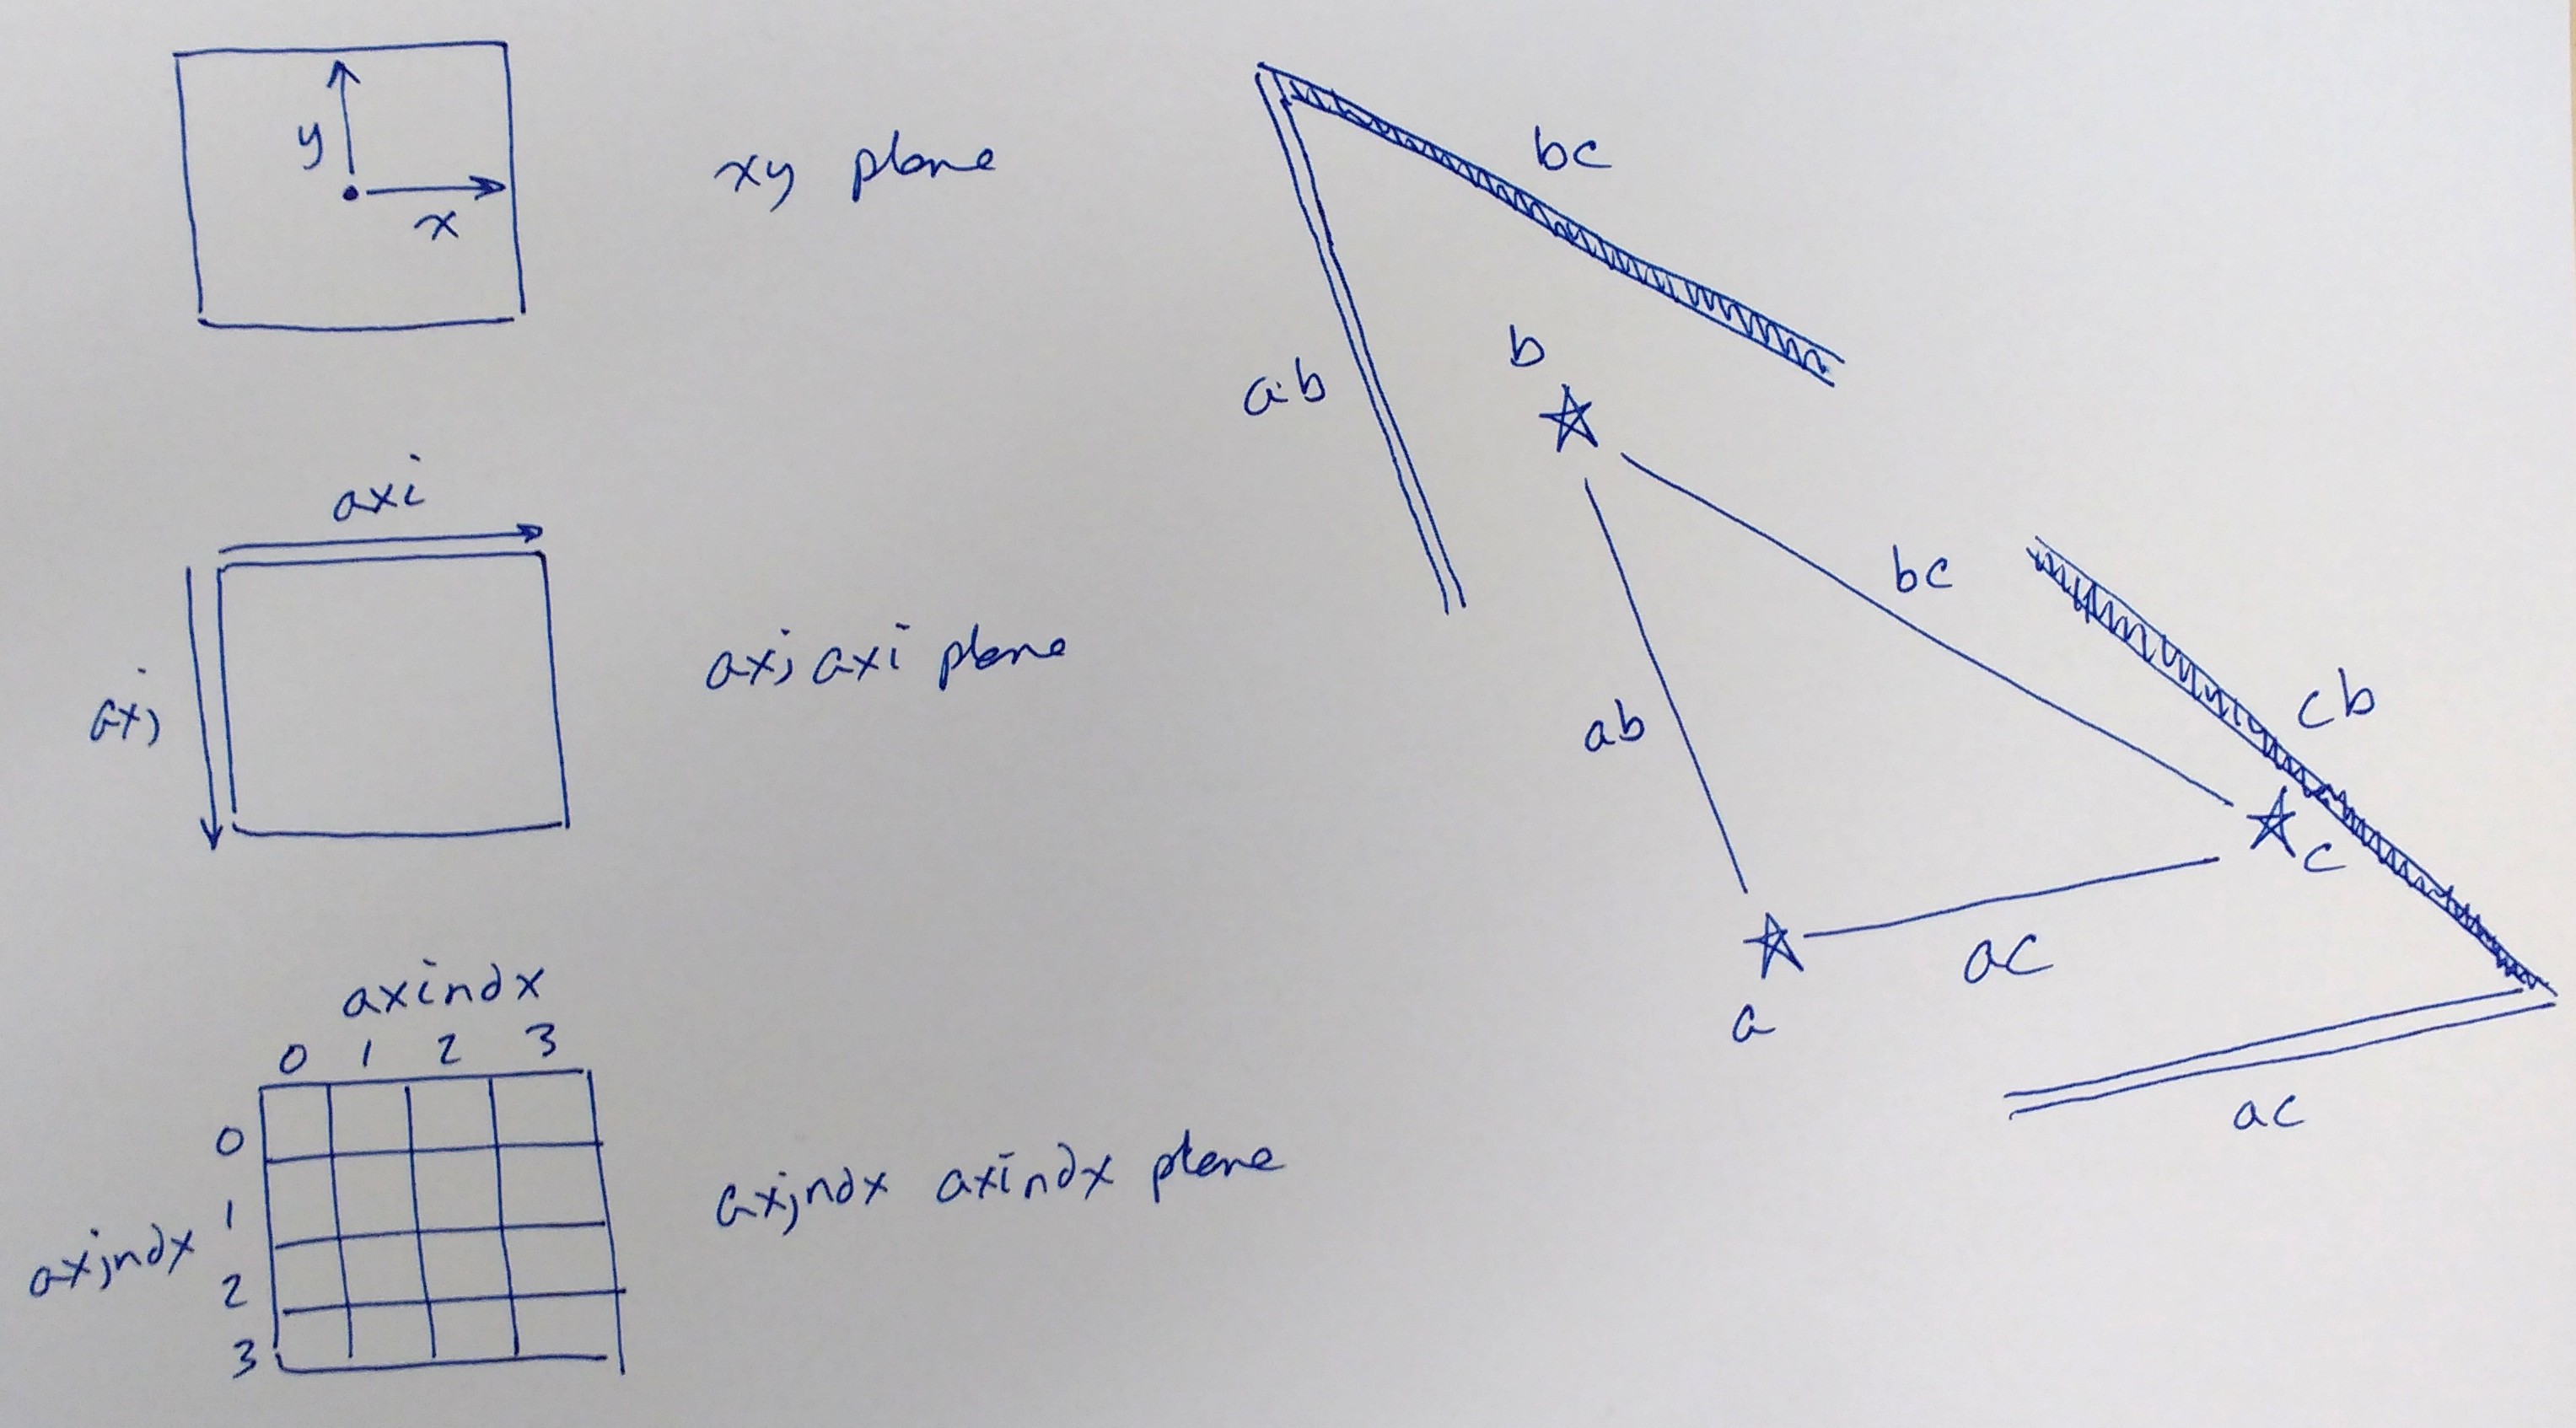 y
x
xy plane
axi
axj
axj axi plane
axindx
0 1 2 3
0
1
2
3
axjndx
axjndx axindx plane
bc
ab
b
bc
ab
cb
c
ac
a
ac